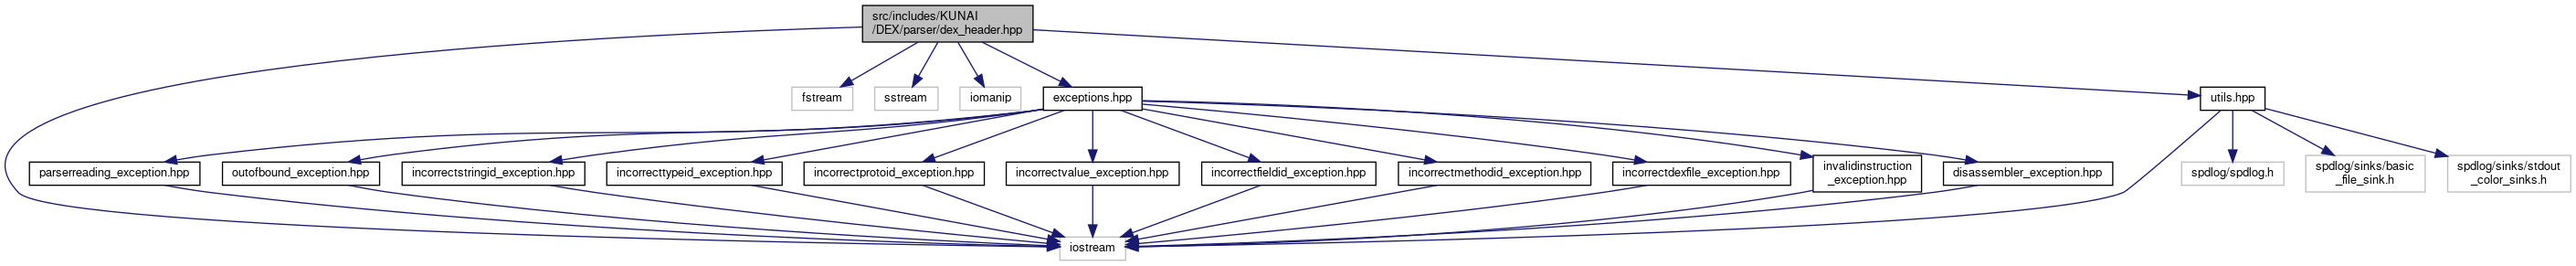 src/includes/KUNAI
/DEX/parser/dex_header.hpp
fstream
sstream
iomanip
exceptions.hpp
utils.hpp
parserreading_exception.hpp
outofbound_exception.hpp
incorrectstringid_exception.hpp
incorrecttypeid_exception.hpp
incorrectprotoid_exception.hpp
incorrectvalue_exception.hpp
incorrectfieldid_exception.hpp
incorrectmethodid_exception.hpp
incorrectdexfile_exception.hpp
invalidinstruction
_exception.hpp
disassembler_exception.hpp
spdlog/spdlog.h
spdlog/sinks/basic
_file_sink.h
spdlog/sinks/stdout
_color_sinks.h
iostream